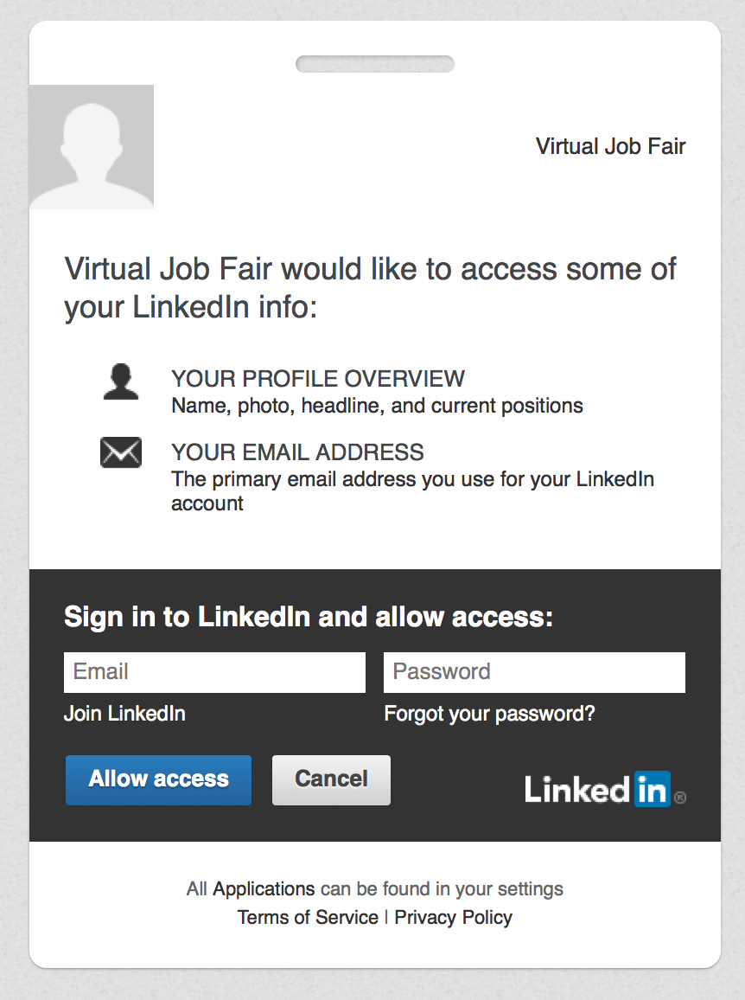 Virtual Job Fair
Virtual Job Fair would like to access some of
your LinkedIn info:
YOUR PROFILE OVERVIEW
Name, photo, headline, and current positions
YOUR EMAIL ADDRESS
The primary email address you use for your LinkedIn
account
Sign in to LinkedIn and allow access:
Email Password
Join LinkedIn Forgot your password?
Allow access Cancel LinkedIn®
All Applications can be found in your settings
Terms of Service | Privacy Policy